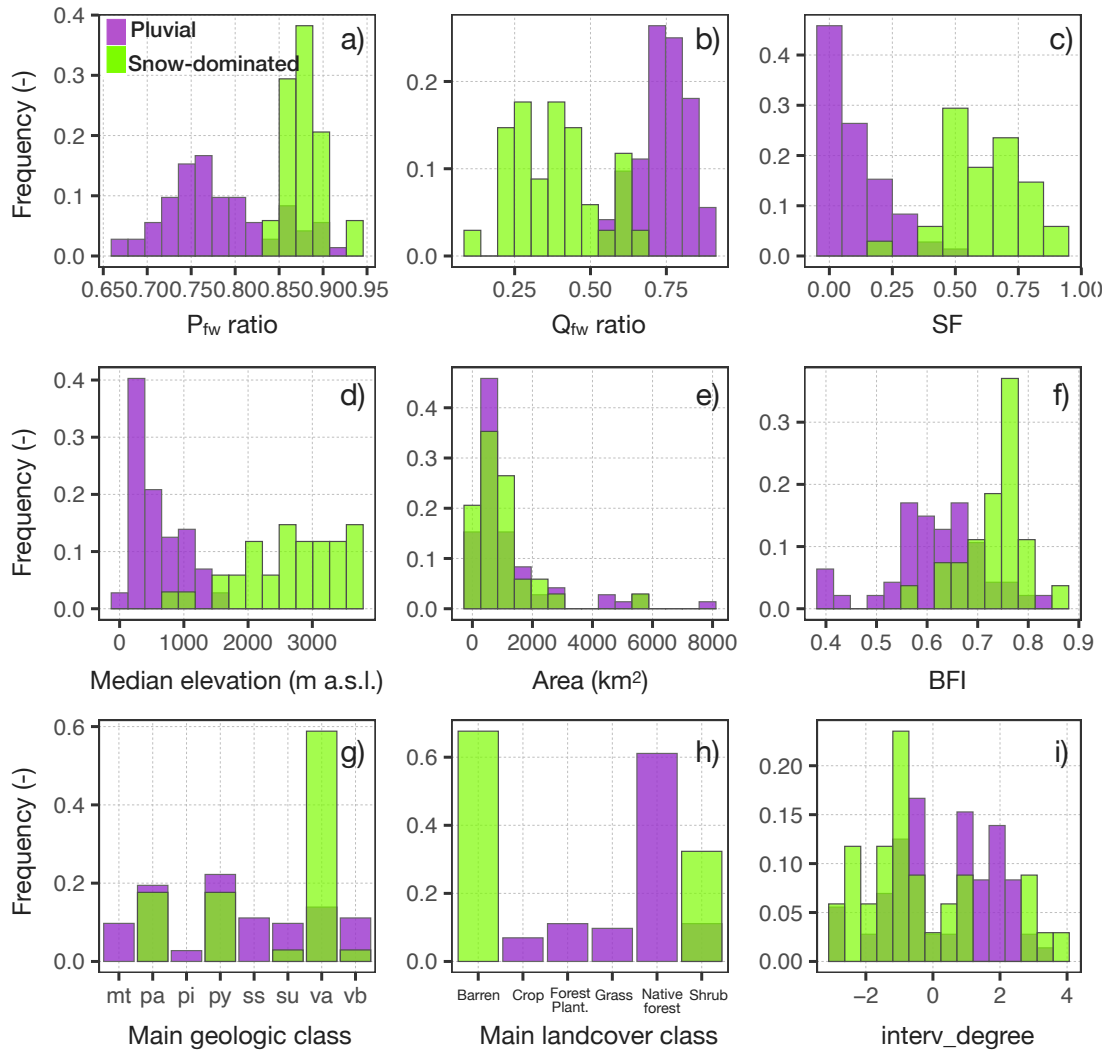 0.4
0.3
0.2
0.1
0.0
Frequency (-)
Pluvial
Snow-dominated
a)
0.65 0.70 0.75 0.80 0.85 0.90 0.95
Pfw ratio
0.2
0.1
0.0
b)
0.25 0.50 0.75
Qfw ratio
0.4
0.3
0.2
0.1
0.0
c)
0.00 0.25 0.50 0.75 1.00
SF
0.4
0.3
0.2
0.1
0.0
Frequency (-)
d)
0 1000 2000 3000
Median elevation (m a.s.l.)
0.4
0.3
0.2
0.1
0.0
e)
0 2000 4000 6000 8000
Area (km²)
0.3
0.2
0.1
0.0
f)
0.4 0.5 0.6 0.7 0.8 0.9
BFI
0.6
0.4
0.2
0.0
Frequency (-)
g)
mt pa pi py ss su va vb
Main geologic class
0.6
0.4
0.2
0.0
h)
Barren Crop Forest Plant. Grass Native forest Shrub
Main landcover class
0.20
0.15
0.10
0.05
0.00
i)
−2 0 2 4
interv_degree